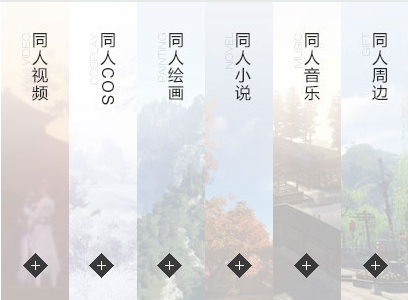 同人视频
VIDEO
同人COS
COSPLAY
同人绘画
PAINTING
同人小说
NOVEL
同人音乐
MUSIC
同人周边
GIFT